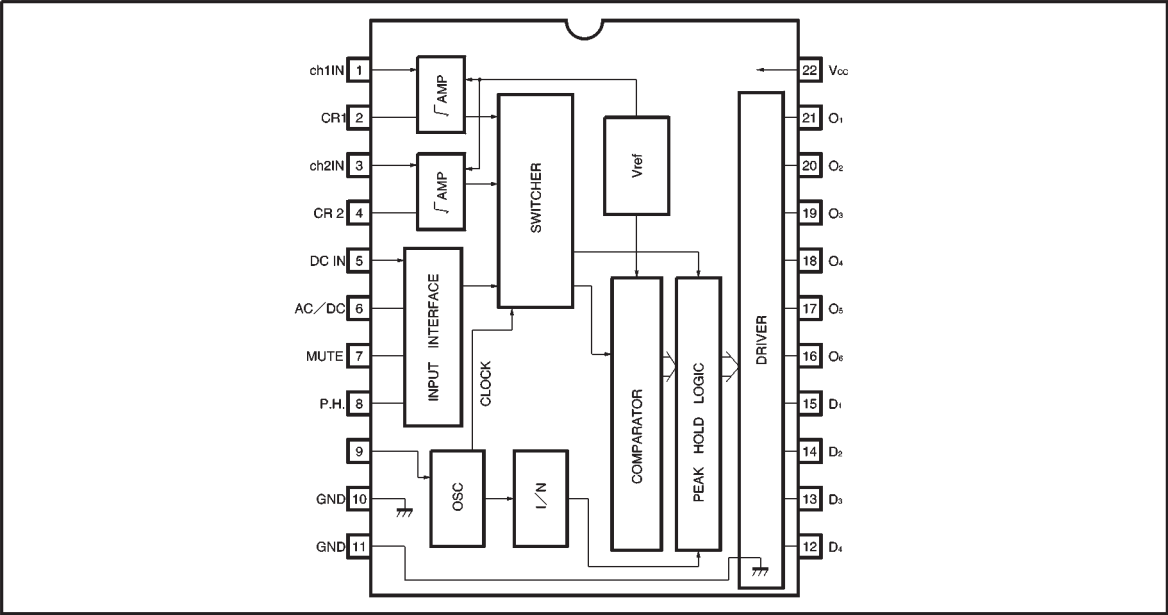 ch1IN 1
CR1 2
ch2IN 3
CR 2 4
DC IN 5
AC/DC 6
MUTE 7
P.H. 8
9
GND 10
GND 11
√AMP
√AMP
INPUT INTERFACE
SWITCHER
CLOCK
OSC
I/N
Vref
COMPARATOR
PEAK HOLD LOGIC
DRIVER
22 Vcc
21 O1
20 O2
19 O3
18 O4
17 O5
16 O6
15 D1
14 D2
13 D3
12 D4